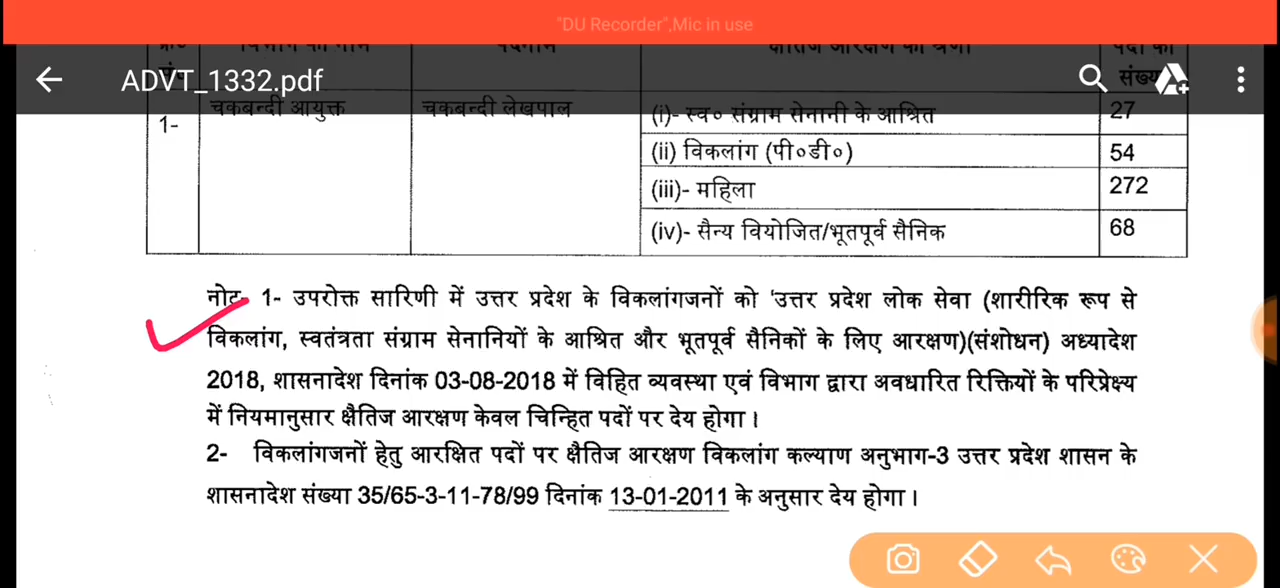 "DU Recorder",Mic in use
विभाग का नाम पदनाम क्षैतिज आरक्षण की श्रेणी पदों की
ADVT_1332.pdf
सं. संख्या
1- चकबन्दी आयुक्त चकबन्दी लेखपाल (i)- स्व० संग्राम सेनानी के आश्रित 27
(ii) विकलांग (पी०डी०) 54
(iii)- महिला 272
(iv)- सैन्य वियोजित/भूतपूर्व सैनिक 68
नोट- 1- उपरोक्त सारिणी में उत्तर प्रदेश के विकलांगजनों को 'उत्तर प्रदेश लोक सेवा (शारीरिक रूप से
विकलांग, स्वतंत्रता संग्राम सेनानियों के आश्रित और भूतपूर्व सैनिकों के लिए आरक्षण)(संशोधन) अध्यादेश
2018, शासनादेश दिनांक 03-08-2018 में विहित व्यवस्था एवं विभाग द्वारा अवधारित रिक्तियों के परिप्रेक्ष्य
में नियमानुसार क्षैतिज आरक्षण केवल चिन्हित पदों पर देय होगा।
2- विकलांगजनों हेतु आरक्षित पदों पर क्षैतिज आरक्षण विकलांग कल्याण अनुभाग-3 उत्तर प्रदेश शासन के
शासनादेश संख्या 35/65-3-11-78/99 दिनांक 13-01-2011 के अनुसार देय होगा।